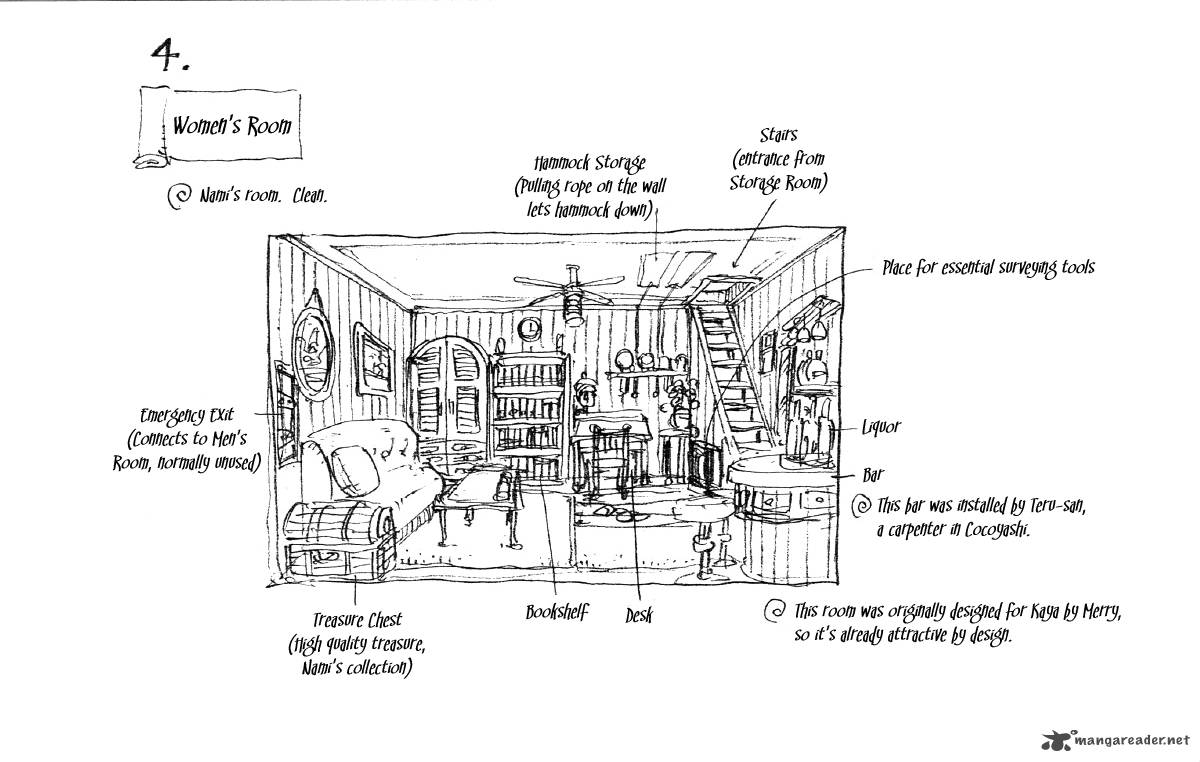 4.
Women's Room
Nami's room. Clean.
Hammock Storage
(Pulling rope on the wall
lets hammock down)
Stairs
(entrance from
Storage Room)
Place for essential surveying tools
Emergency Exit
(Connects to Men's
Room, normally unused)
Liquor
Bar
This bar was installed by Teru-san,
a carpenter in Cocoyashi.
Treasure Chest
(High quality treasure,
Nami's collection)
Bookshelf
Desk
This room was originally designed for Kaya by Merry,
so it's already attractive by design.
mangareader.net